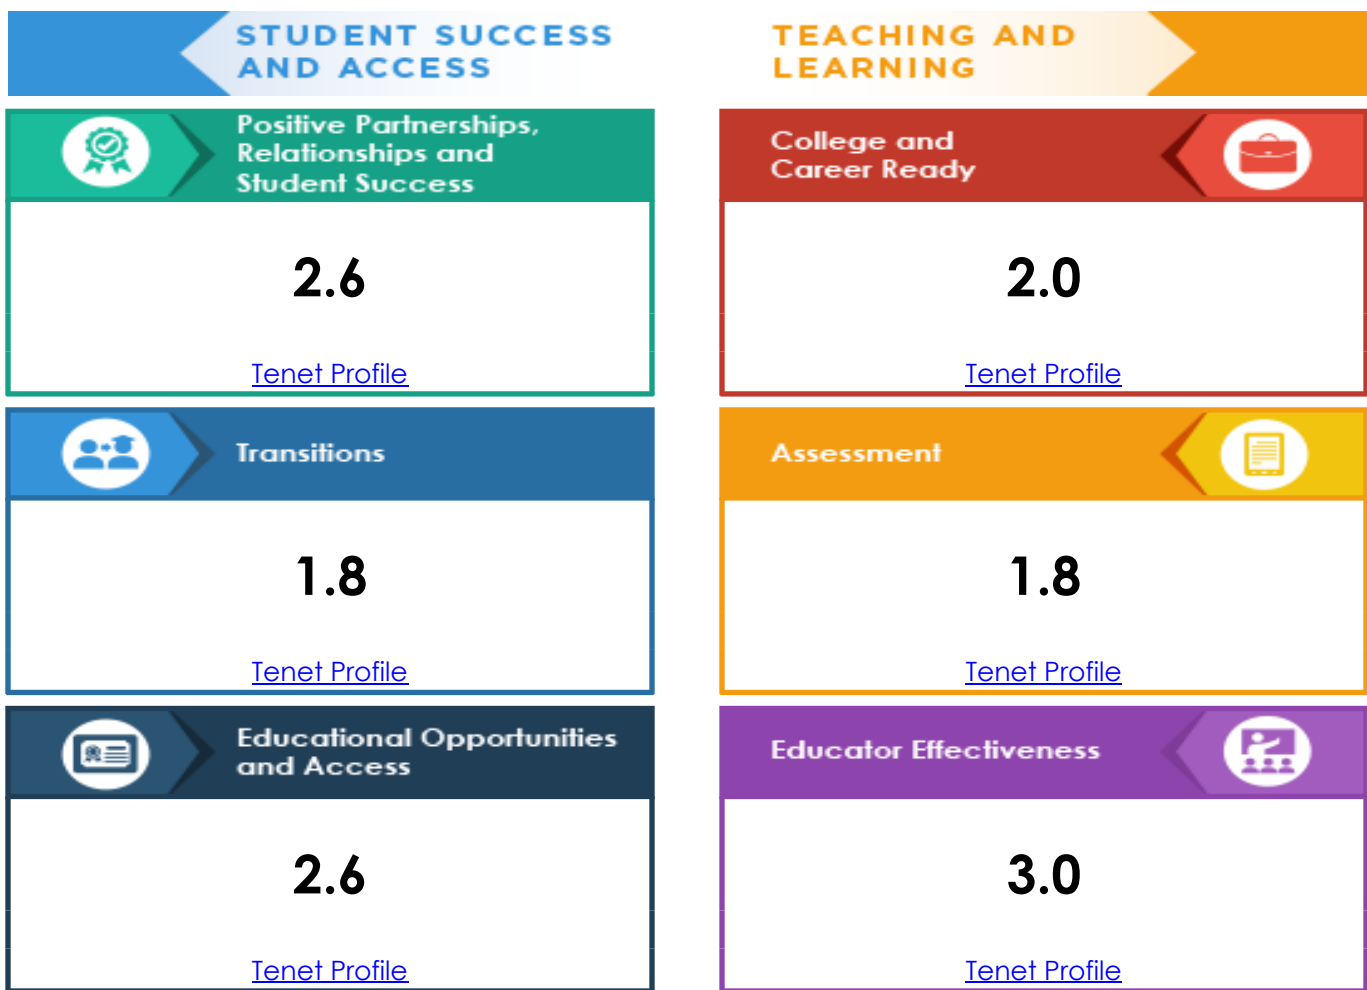 STUDENT SUCCESS
AND ACCESS
TEACHING AND
LEARNING
Positive Partnerships,
Relationships and
Student Success
2.6
Tenet Profile
College and
Career Ready
2.0
Tenet Profile
Transitions
1.8
Tenet Profile
Assessment
1.8
Tenet Profile
Educational Opportunities
and Access
2.6
Tenet Profile
Educator Effectiveness
3.0
Tenet Profile